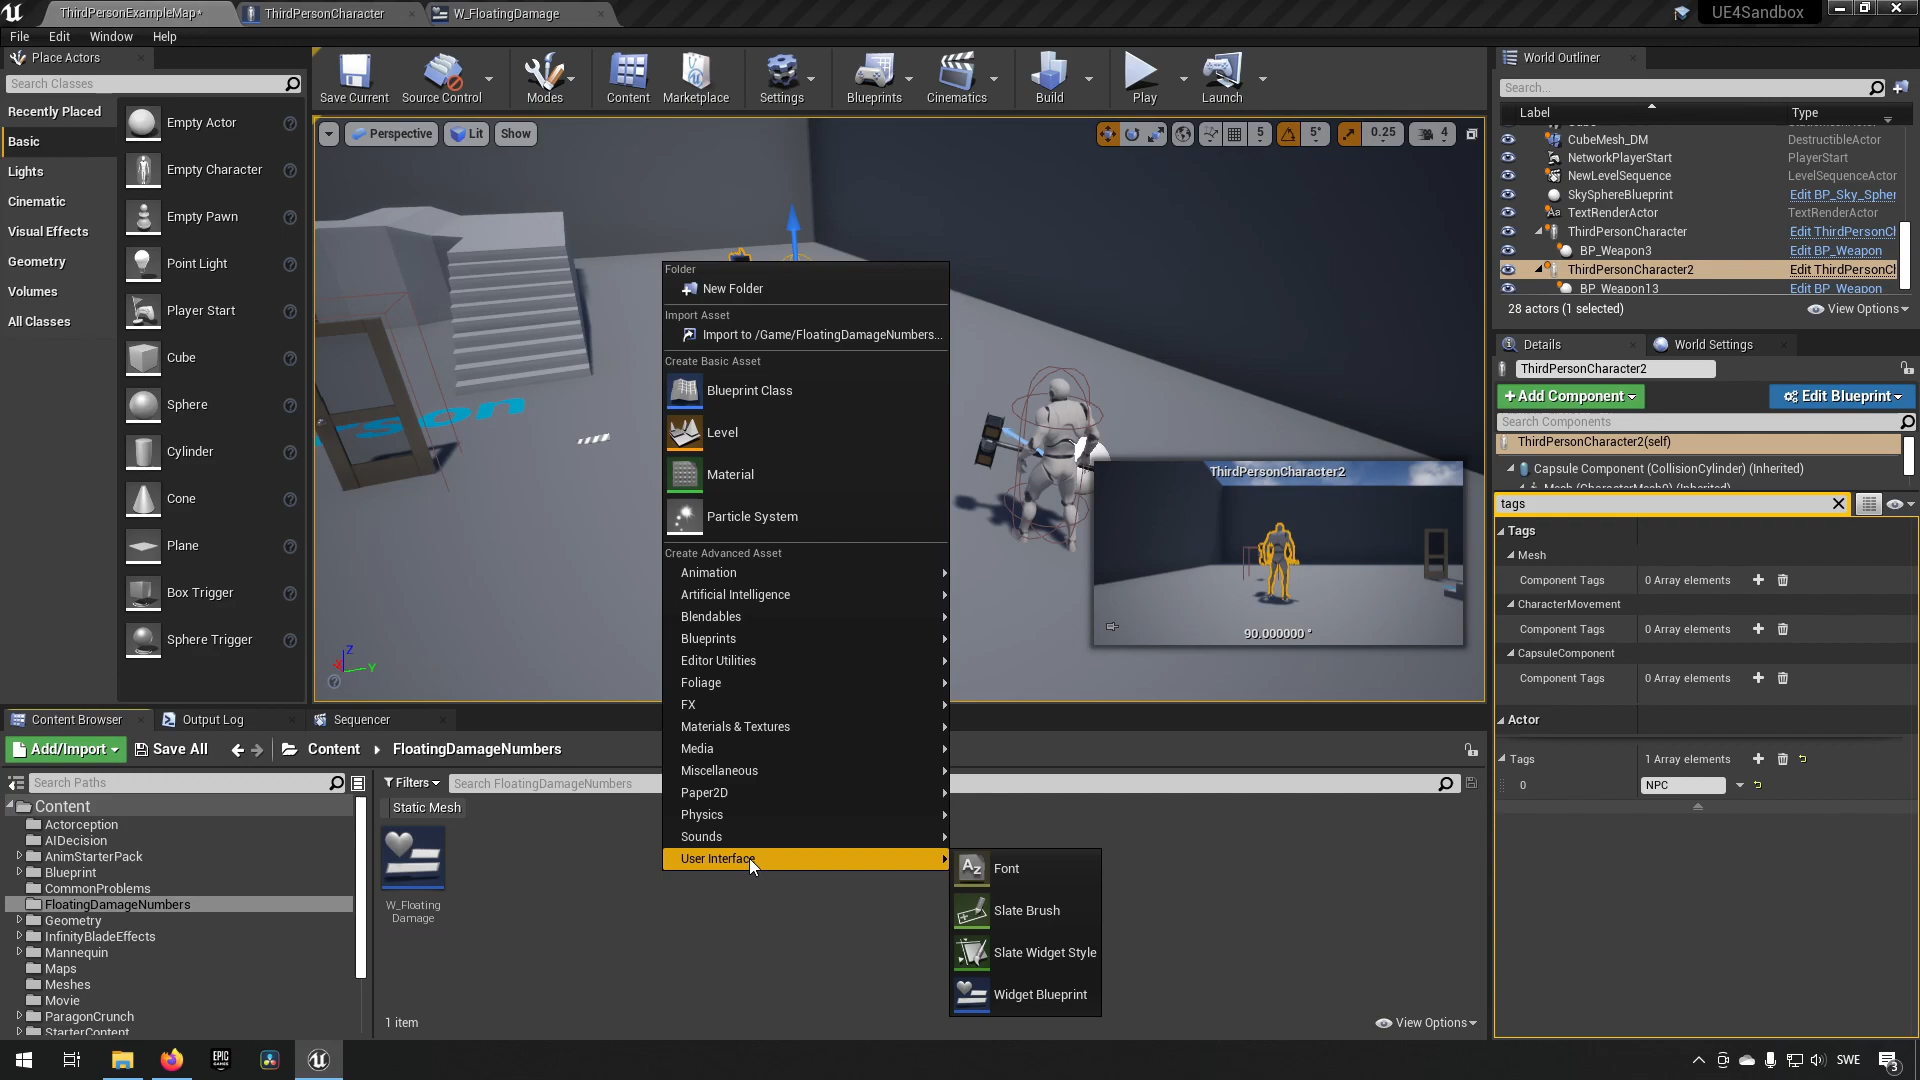 ThirdPersonExampleMap*
ThirdPersonCharacter
W_FloatingDamage
UE4Sandbox
File Edit Window Help
Place Actors
Search Classes
Recently Placed
Basic
Lights
Cinematic
Visual Effects
Geometry
Volumes
All Classes
Empty Actor
Empty Character
Empty Pawn
Point Light
Player Start
Cube
Sphere
Cylinder
Cone
Plane
Box Trigger
Sphere Trigger
Save Current
Source Control
Modes
Content
Marketplace
Settings
Blueprints
Cinematics
Build
Play
Launch
Perspective
Lit
Show
5
5°
0.25
4
son
Z
Y
Folder
New Folder
Import Asset
Import to /Game/FloatingDamageNumbers...
Create Basic Asset
Blueprint Class
Level
Material
Particle System
Create Advanced Asset
Animation
Artificial Intelligence
Blendables
Blueprints
Editor Utilities
Foliage
FX
Materials & Textures
Media
Miscellaneous
Paper2D
Physics
Sounds
User Interface
Font
Slate Brush
Slate Widget Style
Widget Blueprint
ThirdPersonCharacter2
90.000000 °
World Outliner
Search...
Label Type
CubeMesh_DM DestructibleActor
NetworkPlayerStart PlayerStart
NewLevelSequence LevelSequenceActor
SkySphereBlueprint Edit BP_Sky_Spher
TextRenderActor TextRenderActor
ThirdPersonCharacter Edit ThirdPersonCl
BP_Weapon3 Edit BP_Weapon
ThirdPersonCharacter2 Edit ThirdPersonCl
BP_Weapon13 Edit BP_Weapon
28 actors (1 selected)
View Options
Details
World Settings
ThirdPersonCharacter2
+Add Component
Edit Blueprint
Search Components
ThirdPersonCharacter2(self)
Capsule Component (CollisionCylinder) (Inherited)
Mesh (CharacterMesh0) (Inherited)
tags
Tags
Mesh
Component Tags 0 Array elements
CharacterMovement
Component Tags 0 Array elements
CapsuleComponent
Component Tags 0 Array elements
Actor
Tags 1 Array elements
0 NPC
Content Browser
Output Log
Sequencer
Add/Import
Save All
Content
FloatingDamageNumbers
Search Paths
Filters
Search FloatingDamageNumbers
Static Mesh
Content
Actorception
AIDecision
AnimStarterPack
Blueprint
CommonProblems
FloatingDamageNumbers
Geometry
InfinityBladeEffects
Mannequin
Maps
Meshes
Movie
ParagonCrunch
StarterContent
W_Floating
Damage
1 item
View Options
EPIC
GAMES
SWE
3